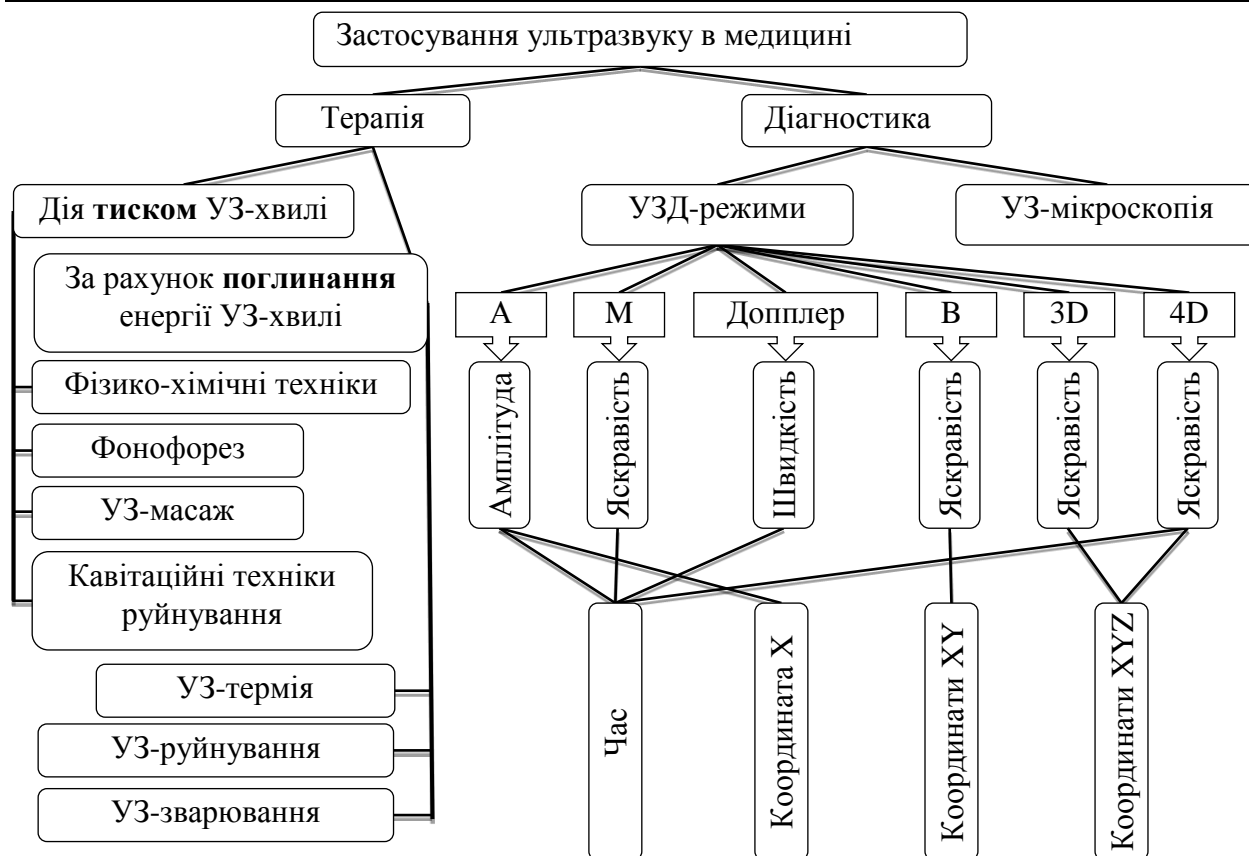 Застосування ультразвуку в медицині
Терапія
Діагностика
Дія тиском УЗ-хвилі
УЗД-режими
УЗ-мікроскопія
За рахунок поглинання
енергії УЗ-хвилі
А
М
Допплер
В
3D
4D
Фізико-хімічні техніки
Фонофорез
УЗ-масаж
Кавітаційні техніки
руйнування
УЗ-термія
УЗ-руйнування
УЗ-зварювання
Амплітуда
Яскравість
Швидкість
Яскравість
Яскравість
Яскравість
Час
Координата X
Координати XY
Координати XYZ